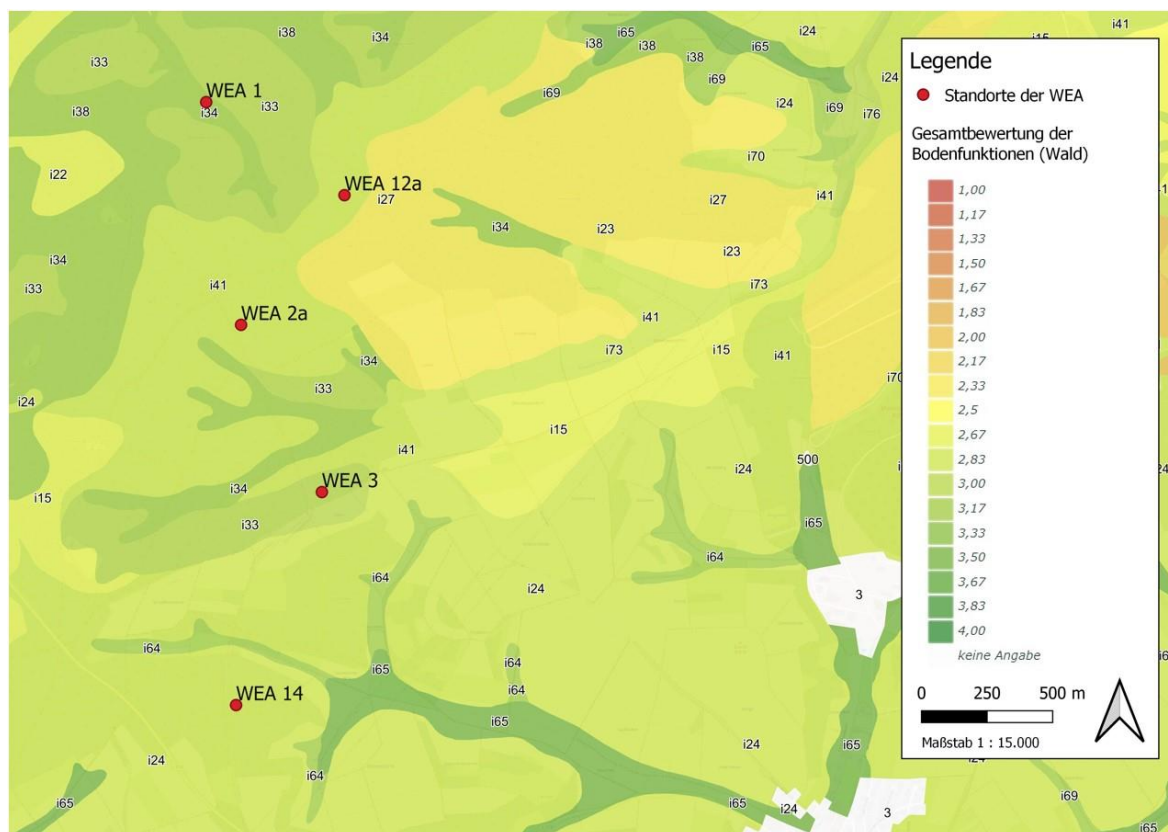 i38
i34
i33
WEA 1
i34
i33
i38
i22
WEA 12a
i27
i34
i33
i41
WEA 2a
i34
i33
i24
i41
i15
i34
WEA 3
i33
i64
i64
WEA 14
i24
i64
i65
i65
i38
i65
i38
i38
i65
i24
i69
i69
i24
i69
i76
i24
i15
i41
i70
i27
i41
i34
i23
i23
i73
i41
i73
i15
i41
i70
i15
i24
500
i65
i64
i24
3
i64
i64
i65
i65
i24
i65
i65
i24
3
i24
i69
i65
Legende
Standorte der WEA
Gesamtbewertung der
Bodenfunktionen (Wald)
1,00
1,17
1,33
1,50
1,67
1,83
2,00
2,17
2,33
2,5
2,67
2,83
3,00
3,17
3,33
3,50
3,67
3,83
4,00
keine Angabe
0 250 500 m
Maßstab 1 : 15.000